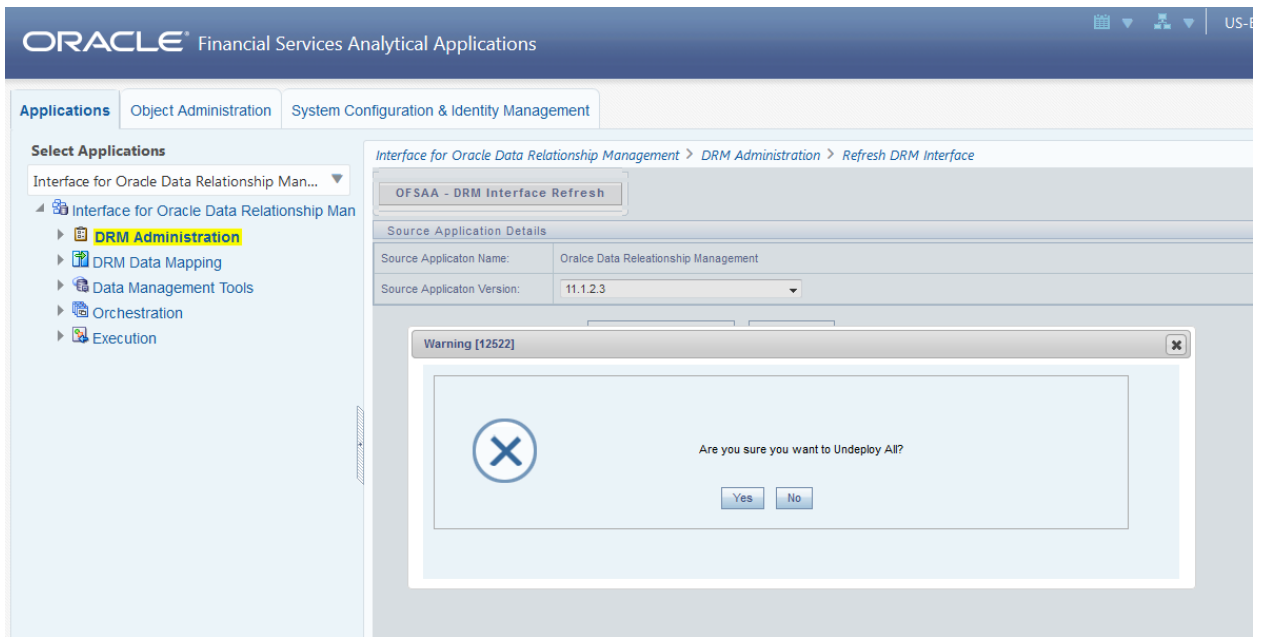 ORACLE® Financial Services Analytical Applications
US-E
Applications
Object Administration
System Configuration & Identity Management
Select Applications
Interface for Oracle Data Relationship Man...
Interface for Oracle Data Relationship Man
DRM Administration
DRM Data Mapping
Data Management Tools
Orchestration
Execution
Interface for Oracle Data Relationship Management > DRM Administration > Refresh DRM Interface
OFSAA - DRM Interface Refresh
Source Application Details
Source Applicaton Name: Oralce Data Releationship Management
Source Applicaton Version: 11.1.2.3
Warning [12522]
Are you sure you want to Undeploy All?
Yes No